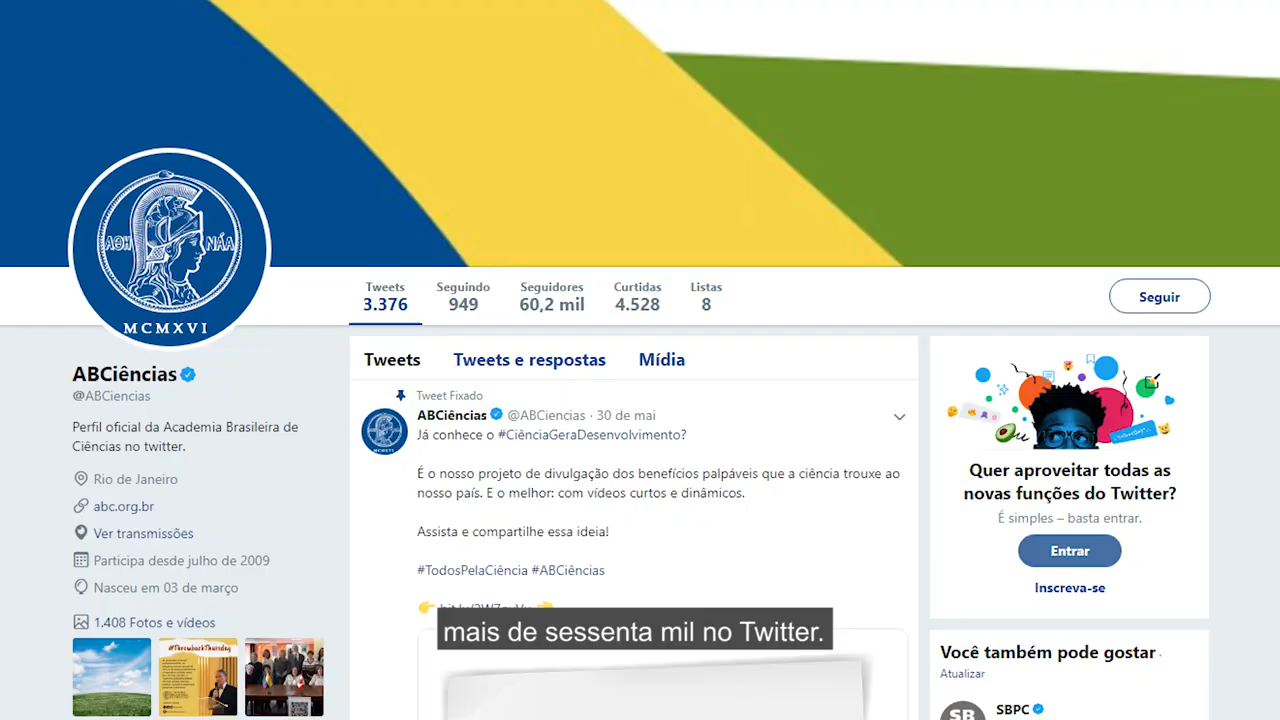 ΑΘΗ
ΝΆΑ
MCMXVI
Tweets
3.376
Seguindo
949
Seguidores
60,2 mil
Curtidas
4.528
Listas
8
Seguir
ABCiências
@ABCiencias
Perfil oficial da Academia Brasileira de
Ciências no twitter.
Rio de Janeiro
abc.org.br
Ver transmissões
Participa desde julho de 2009
Nasceu em 03 de março
1.408 Fotos e vídeos
#ThrowbackThursday
Tweets Tweets e respostas Mídia
Tweet Fixado
ABCiências @ABCiencias · 30 de mai
Já conhece o #CiênciaGeraDesenvolvimento?
É o nosso projeto de divulgação dos benefícios palpáveis que a ciência trouxe ao
nosso país. E o melhor: com vídeos curtos e dinâmicos.
Assista e compartilhe essa ideia!
#TodosPelaCiência #ABCiências
mais de sessenta mil no Twitter.
Quer aproveitar todas as
novas funções do Twitter?
É simples – basta entrar.
Entrar
Inscreva-se
Você também pode gostar ·
Atualizar
SB
SBPC